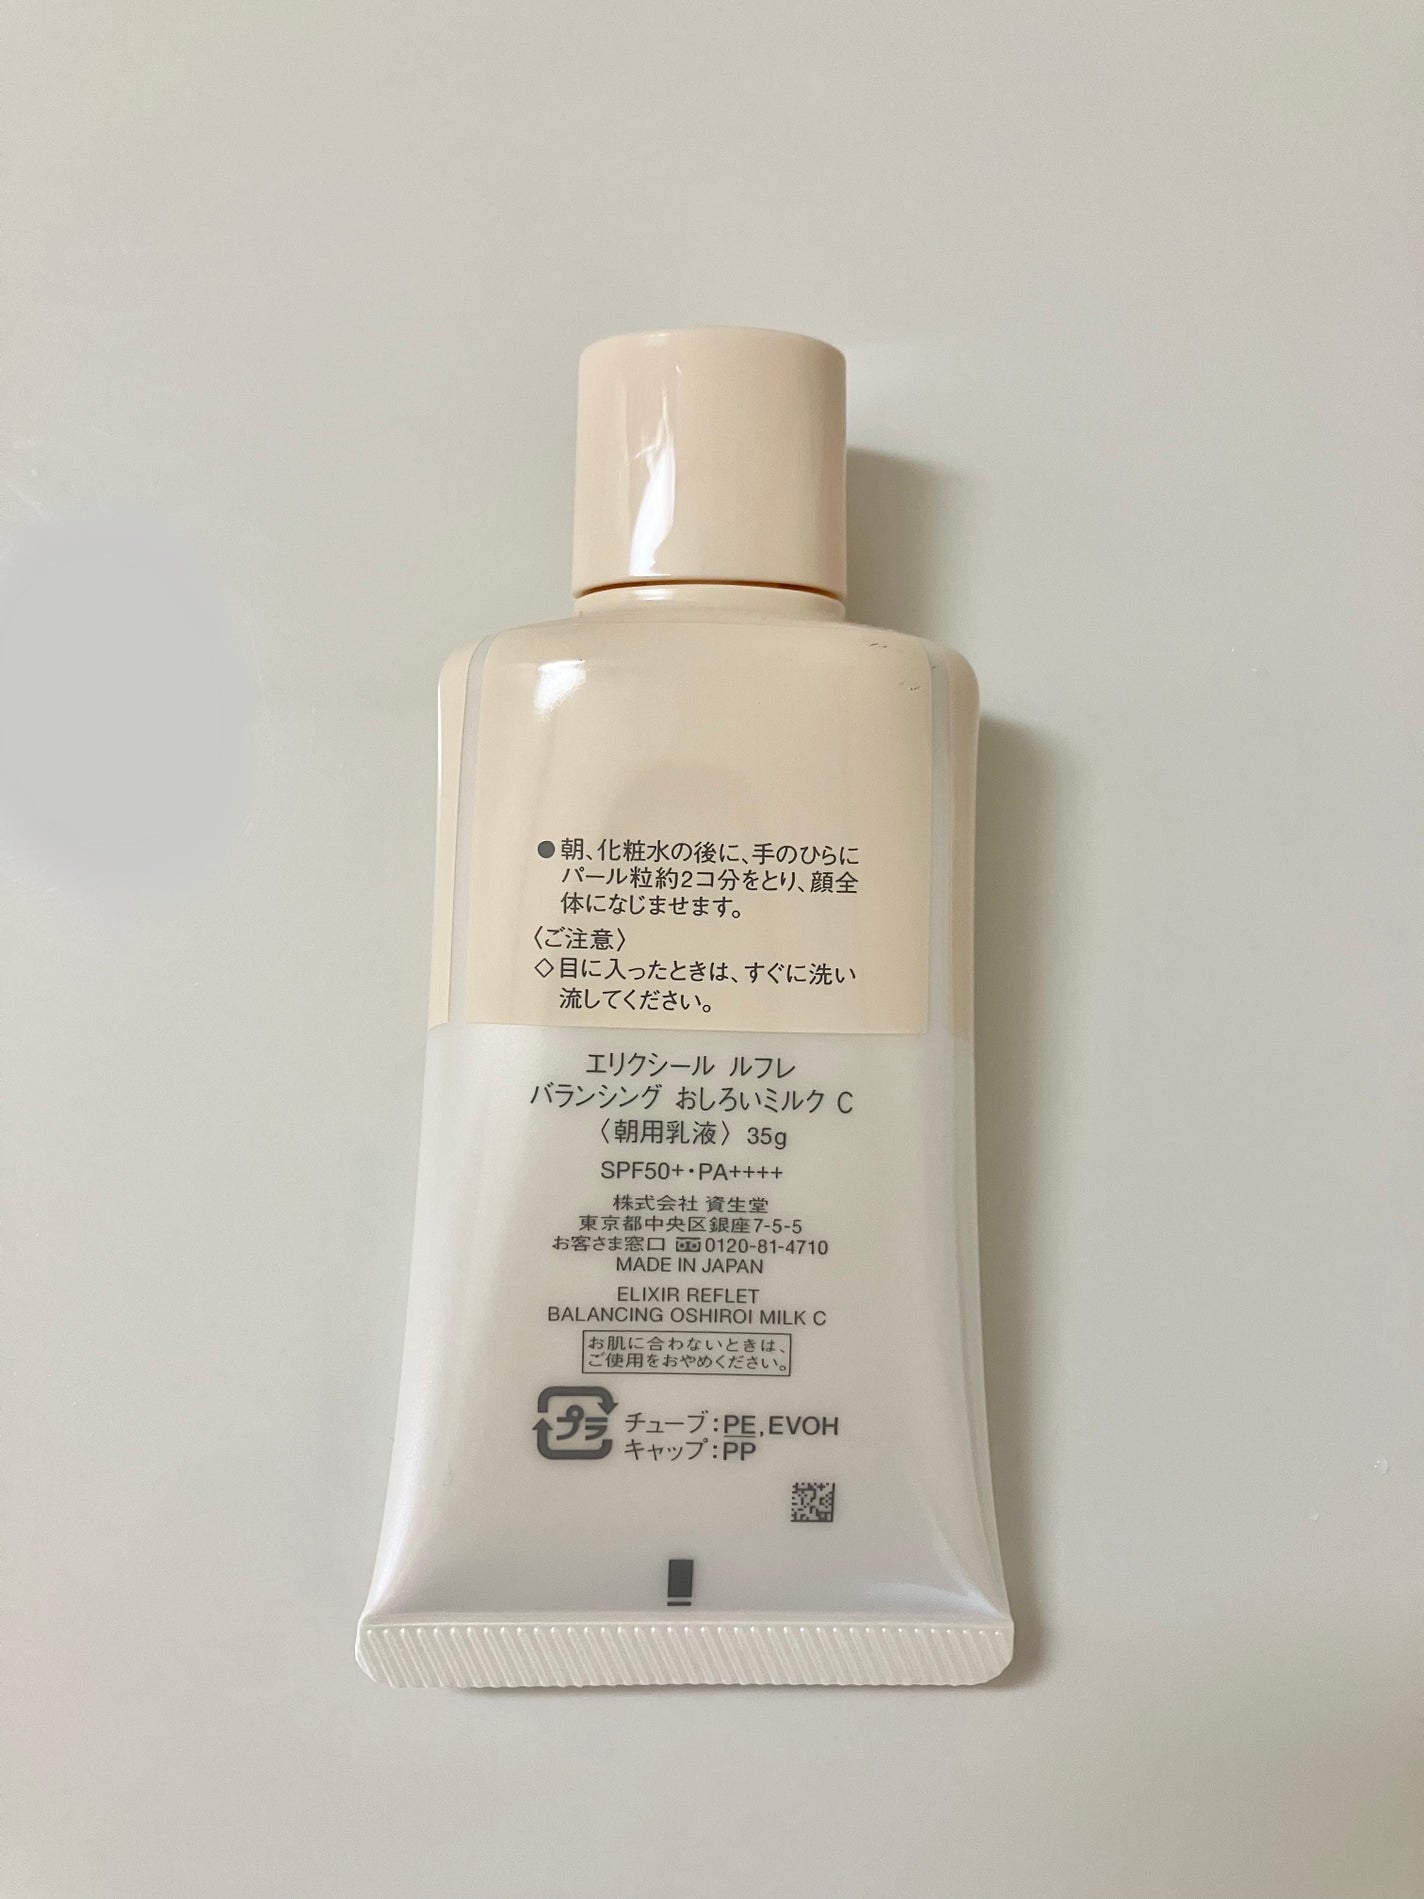 ●朝、化粧水の後に、手のひらに
パール粒約2コ分をとり、顔全
体になじませます。
〈ご注意〉
◇目に入ったときは、すぐに洗い
流してください。
エリクシール ルフレ
バランシング おしろいミルク C
〈朝用乳液〉 35g
SPF50+・PA++++
株式会社 資生堂
東京都中央区銀座7-5-5
お客さま窓口 0120-81-4710
MADE IN JAPAN
ELIXIR REFLET
BALANCING OSHIROI MILK C
お肌に合わないときは、
ご使用をおやめください。
プラ
チューブ：PE,EVOH
キャップ：PP